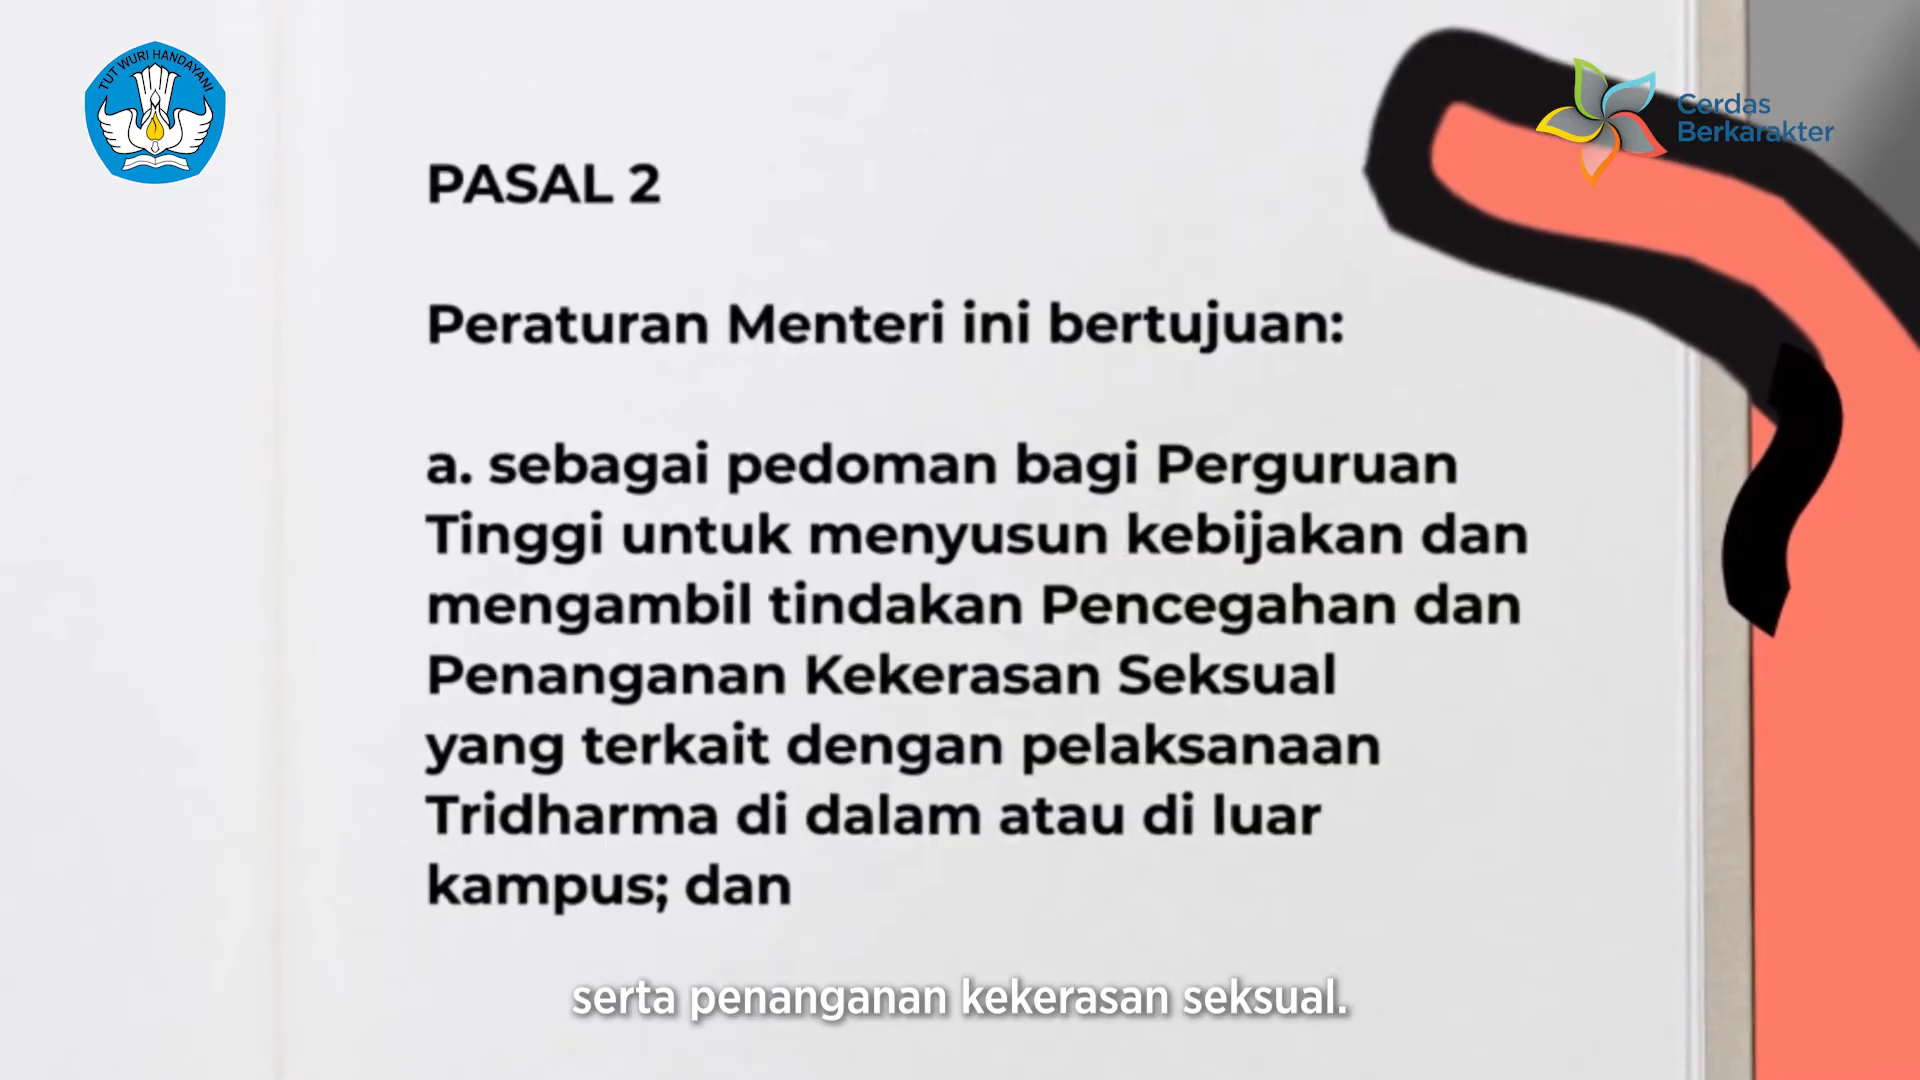 TUT WURI HANDAYANI
Cerdas
Berkarakter
PASAL 2
Peraturan Menteri ini bertujuan:
a. sebagai pedoman bagi Perguruan
Tinggi untuk menyusun kebijakan dan
mengambil tindakan Pencegahan dan
Penanganan Kekerasan Seksual
yang terkait dengan pelaksanaan
Tridharma di dalam atau di luar
kampus; dan
serta penanganan kekerasan seksual.